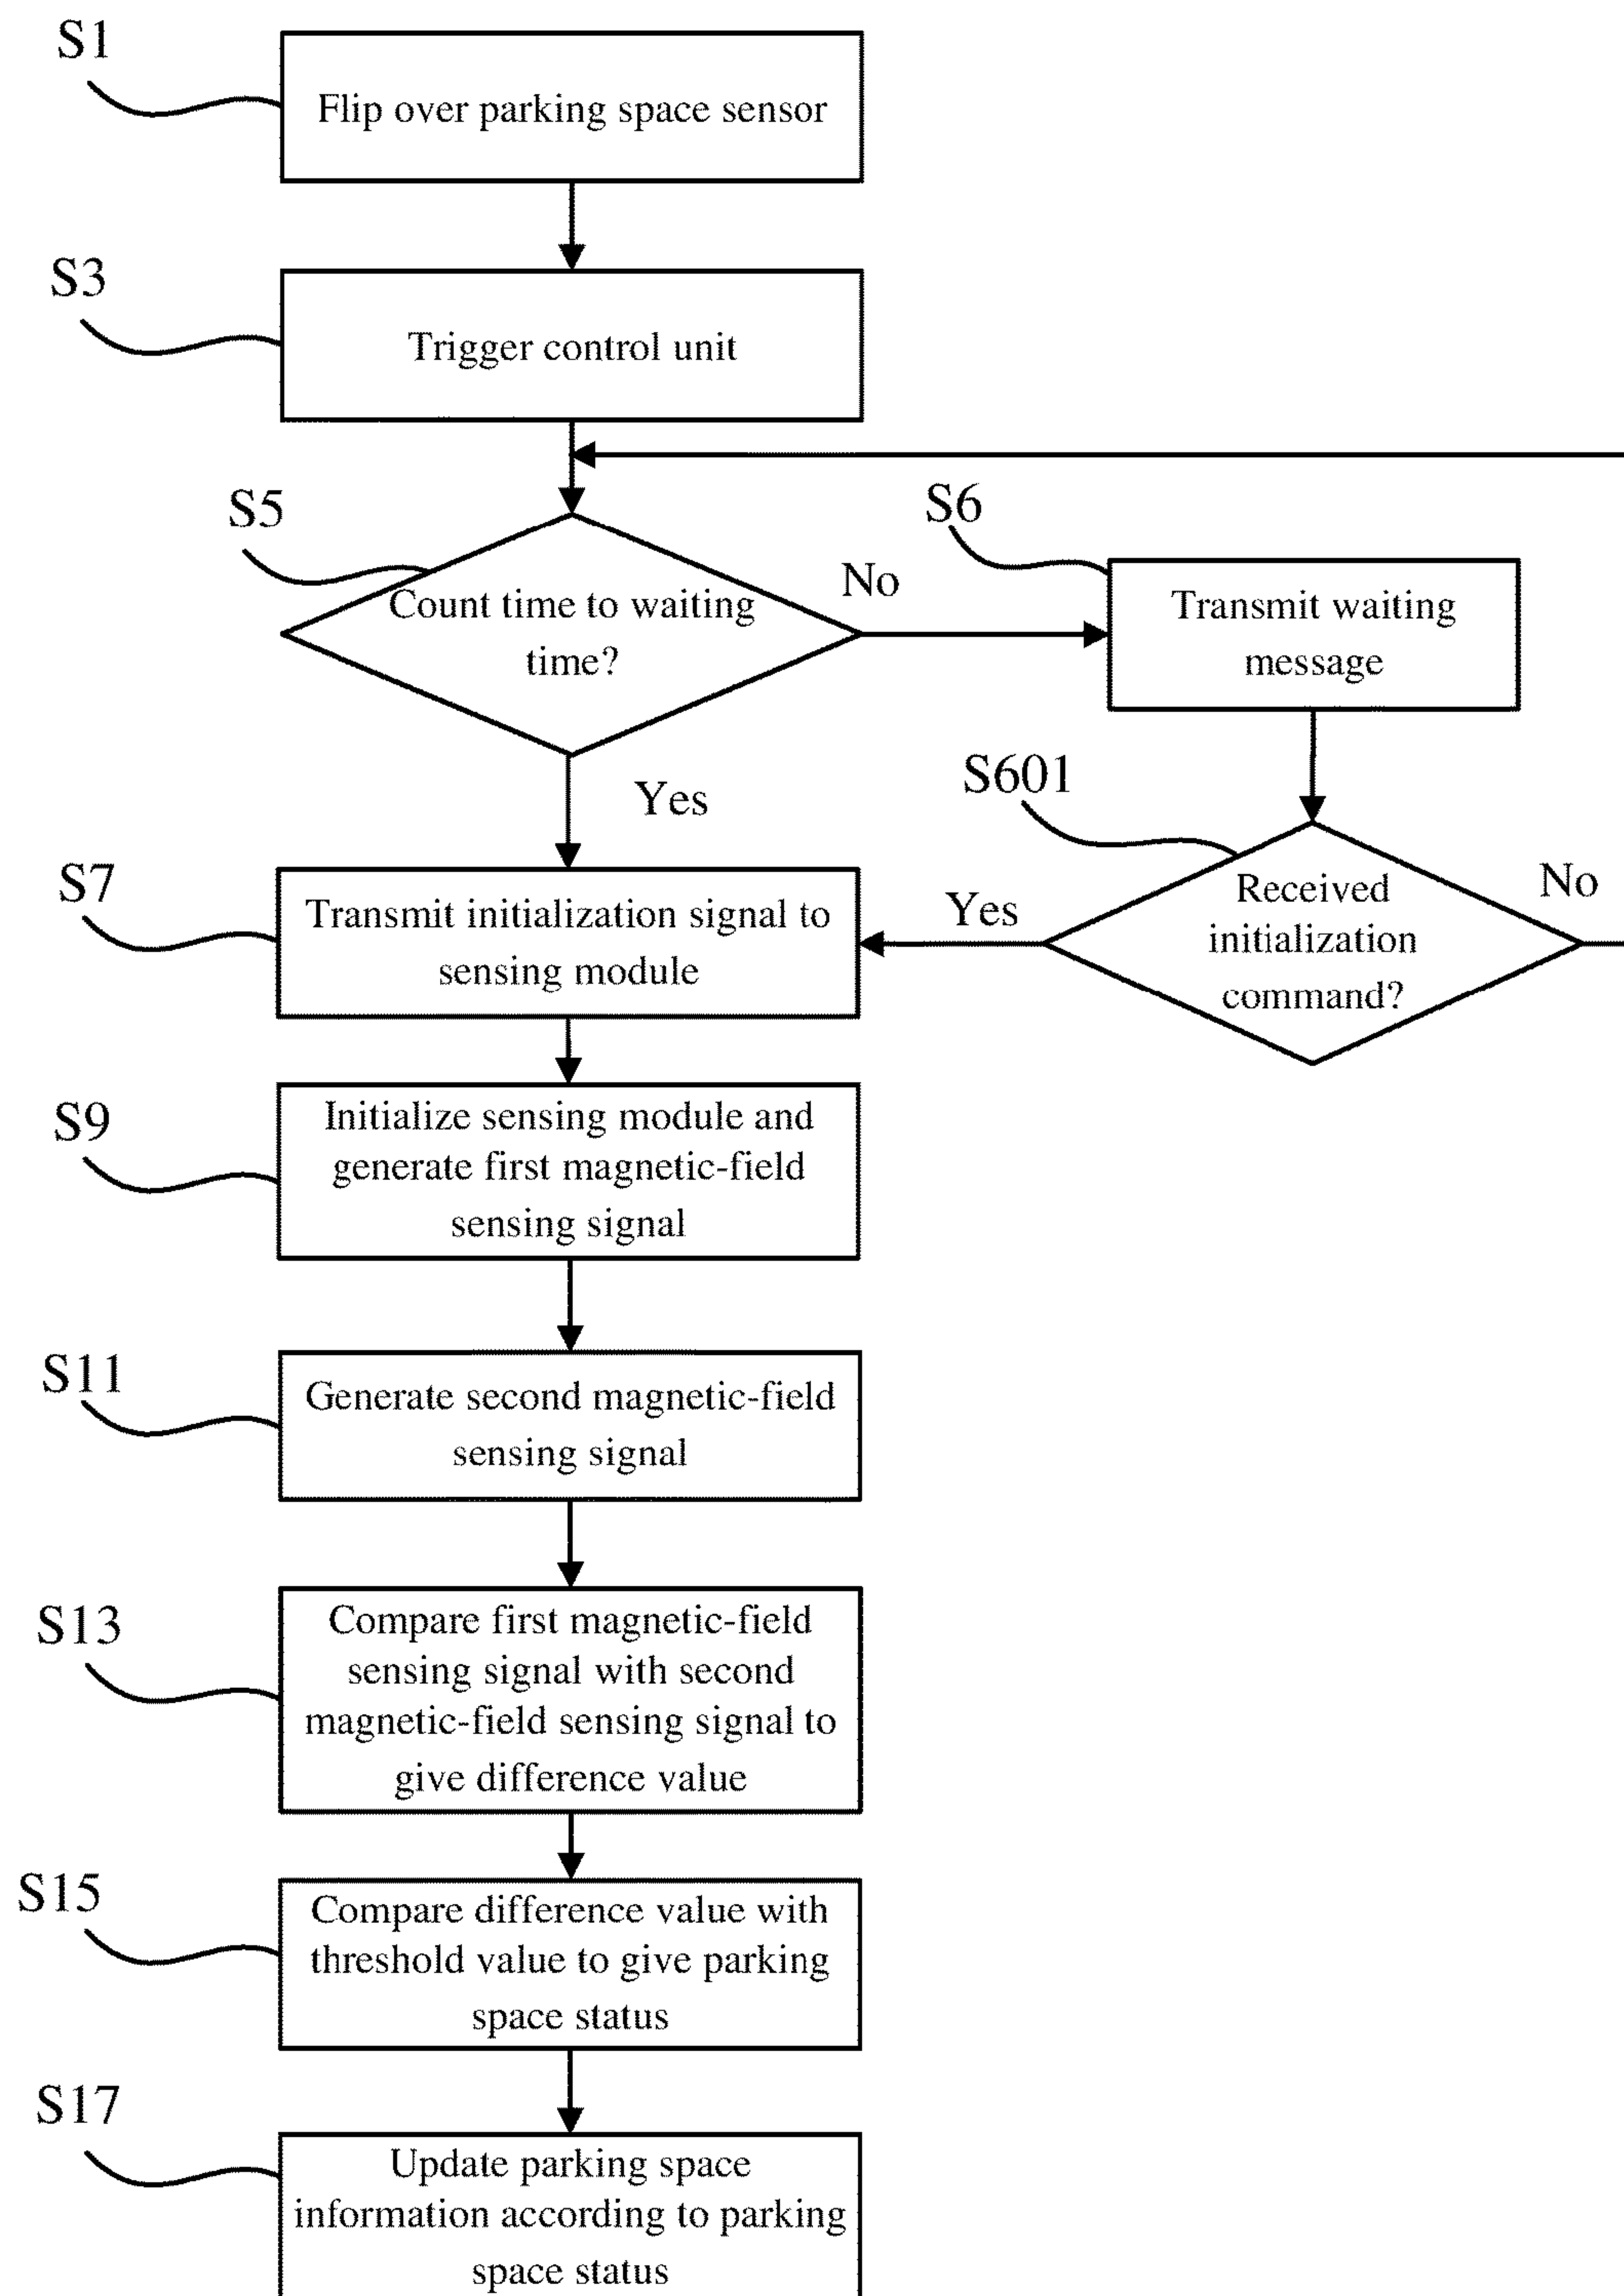 S1
Flip over parking space sensor
S3
Trigger control unit
S5
Count time to waiting
time?
No
S6
Transmit waiting
message
Yes
S601
Received
initialization
command?
No
Yes
S7
Transmit initialization signal to
sensing module
S9
Initialize sensing module and
generate first magnetic-field
sensing signal
S11
Generate second magnetic-field
sensing signal
S13
Compare first magnetic-field
sensing signal with second
magnetic-field sensing signal to
give difference value
S15
Compare difference value with
threshold value to give parking
space status
S17
Update parking space
information according to parking
space status